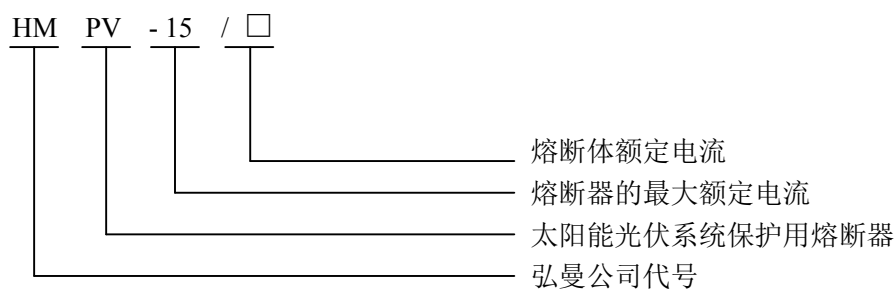 HM PV - 15 / □
熔断体额定电流
熔断器的最大额定电流
太阳能光伏系统保护用熔断器
弘曼公司代号